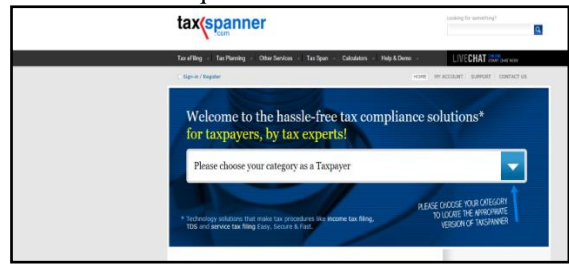 taxspanner
.com
Looking for something?
Tax eFiling Tax Planning Other Services Tax Span Calculators Help & Demo
LIVECHAT
Sign in / Register
HOME MY ACCOUNT SUPPORT CONTACT US
Welcome to the hassle-free tax compliance solutions*
for taxpayers, by tax experts!
Please choose your category as a Taxpayer
PLEASE CHOOSE YOUR CATEGORY
TO LOCATE THE APPROPRIATE
VERSION OF TAXSPANNER
* Technology solutions that make tax procedures like income tax filing,
TDS and service tax filing Easy, Secure & Fast.